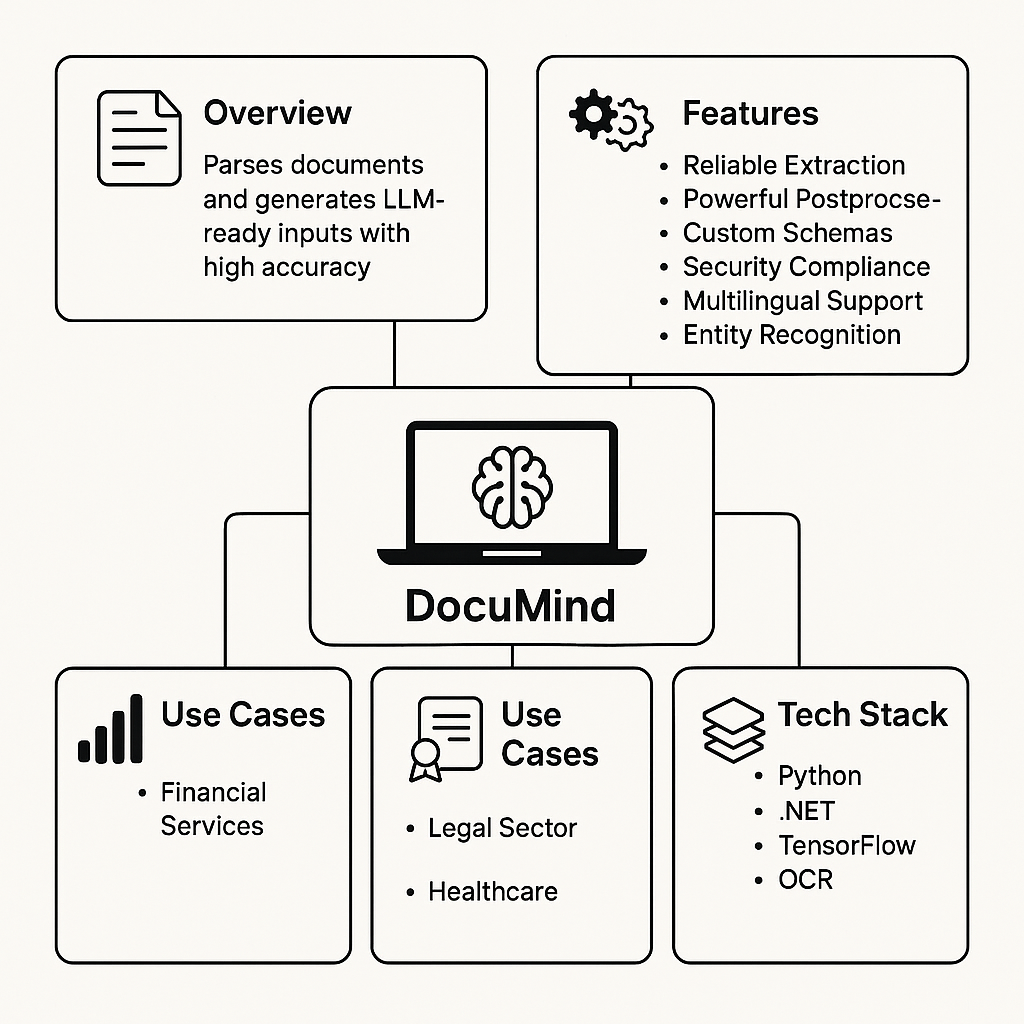 Overview
Parses documents
and generates LLM-
ready inputs with
high accuracy
Features
• Reliable Extraction
• Powerful Postprocse-
• Custom Schemas
• Security Compliance
• Multilingual Support
• Entity Recognition
DocuMind
Use Cases
• Financial
Services
Use
Cases
• Legal Sector
• Healthcare
Tech Stack
• Python
• .NET
• TensorFlow
• OCR